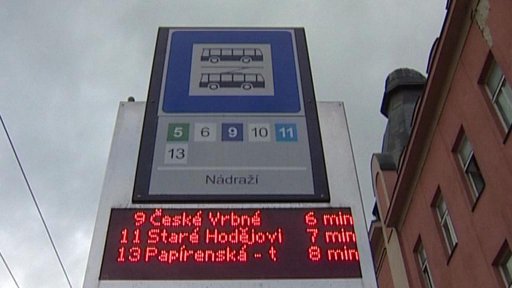 5 6 9 10 11
13
Nádraží
9 České Vrbné 6 min
11 Staré Hodějovi 7 min
13 Papírenská - t 8 min